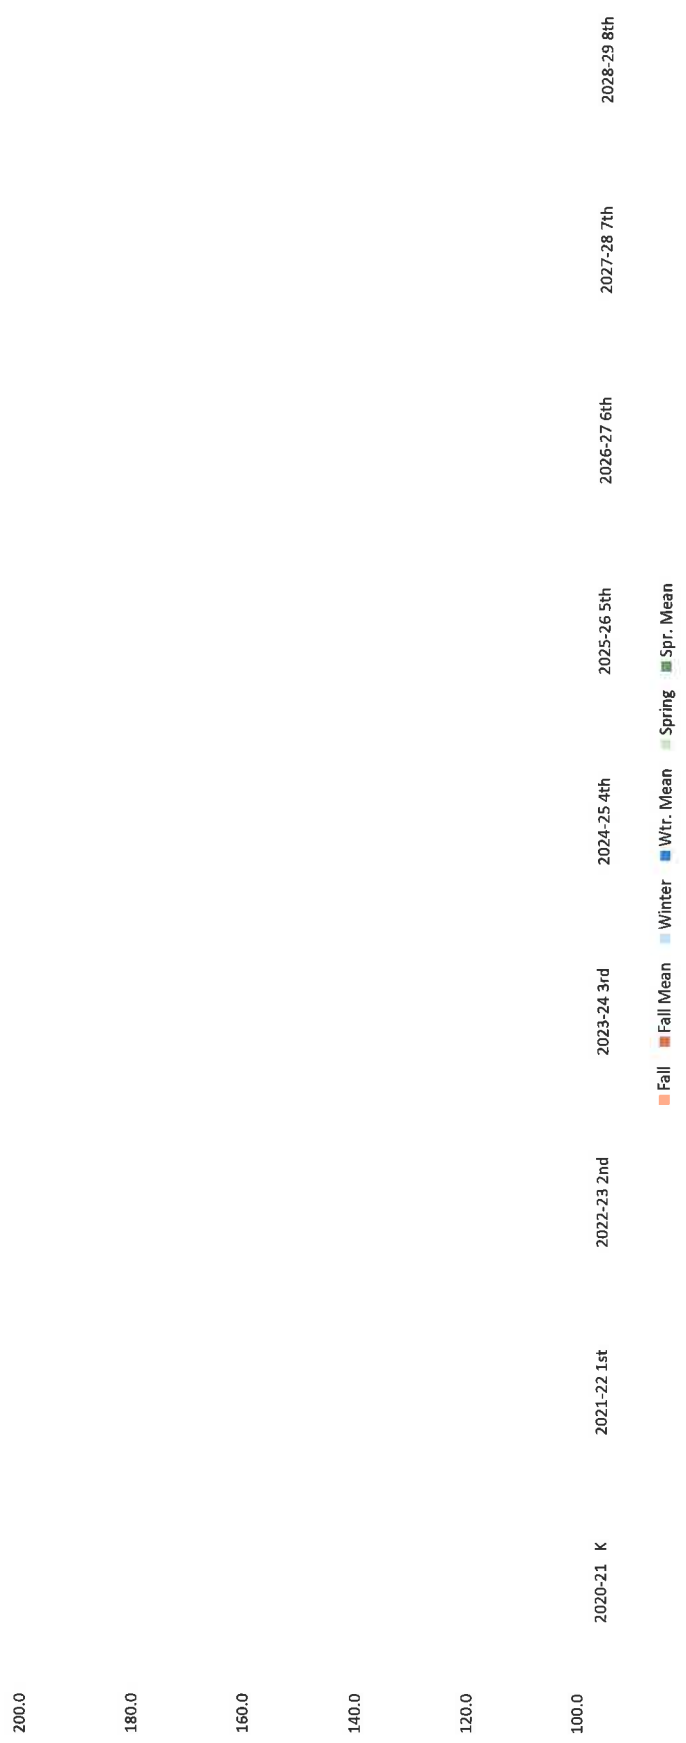 200.0
180.0
160.0
140.0
120.0
100.0
2020-21 K
2021-22 1st
2022-23 2nd
2023-24 3rd
2024-25 4th
2025-26 5th
2026-27 6th
2027-28 7th
2028-29 8th
Fall Fall Mean Winter Wtr. Mean Spring Spr. Mean